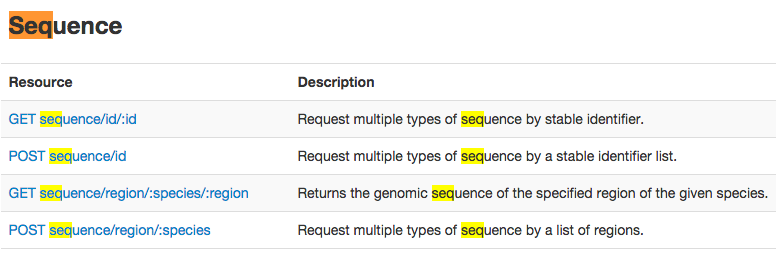 Sequence
Resource Description
GET sequence/id/:id Request multiple types of sequence by stable identifier.
POST sequence/id Request multiple types of sequence by a stable identifier list.
GET sequence/region/:species/:region Returns the genomic sequence of the specified region of the given species.
POST sequence/region/:species Request multiple types of sequence by a list of regions.